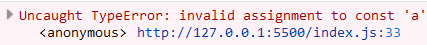 Uncaught TypeError: invalid assignment to const 'a'
<anonymous> http://127.0.0.1:5500/index.js:33